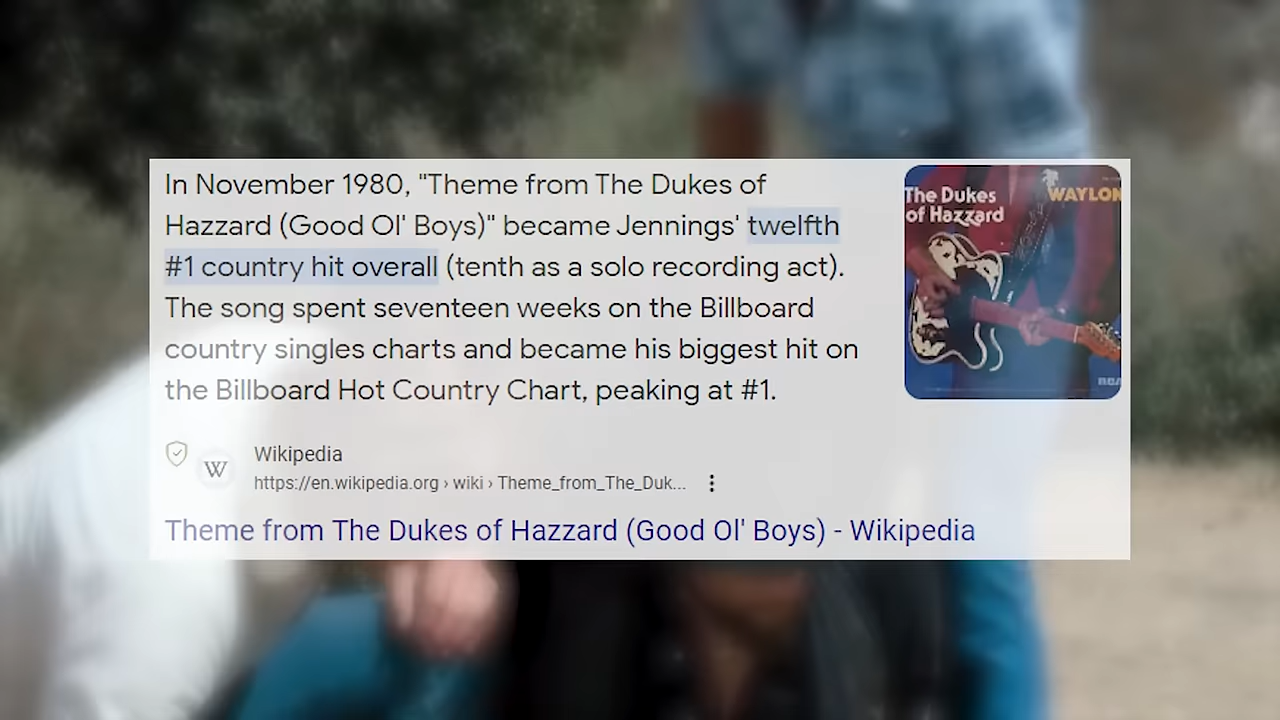 In November 1980, "Theme from The Dukes of
Hazzard (Good Ol' Boys)" became Jennings' twelfth
#1 country hit overall (tenth as a solo recording act).
The song spent seventeen weeks on the Billboard
country singles charts and became his biggest hit on
the Billboard Hot Country Chart, peaking at #1.
The Dukes
of Hazzard
WAYLON
RCA
W
Wikipedia
https://en.wikipedia.org › wiki › Theme_from_The_Duk...
Theme from The Dukes of Hazzard (Good Ol' Boys) - Wikipedia